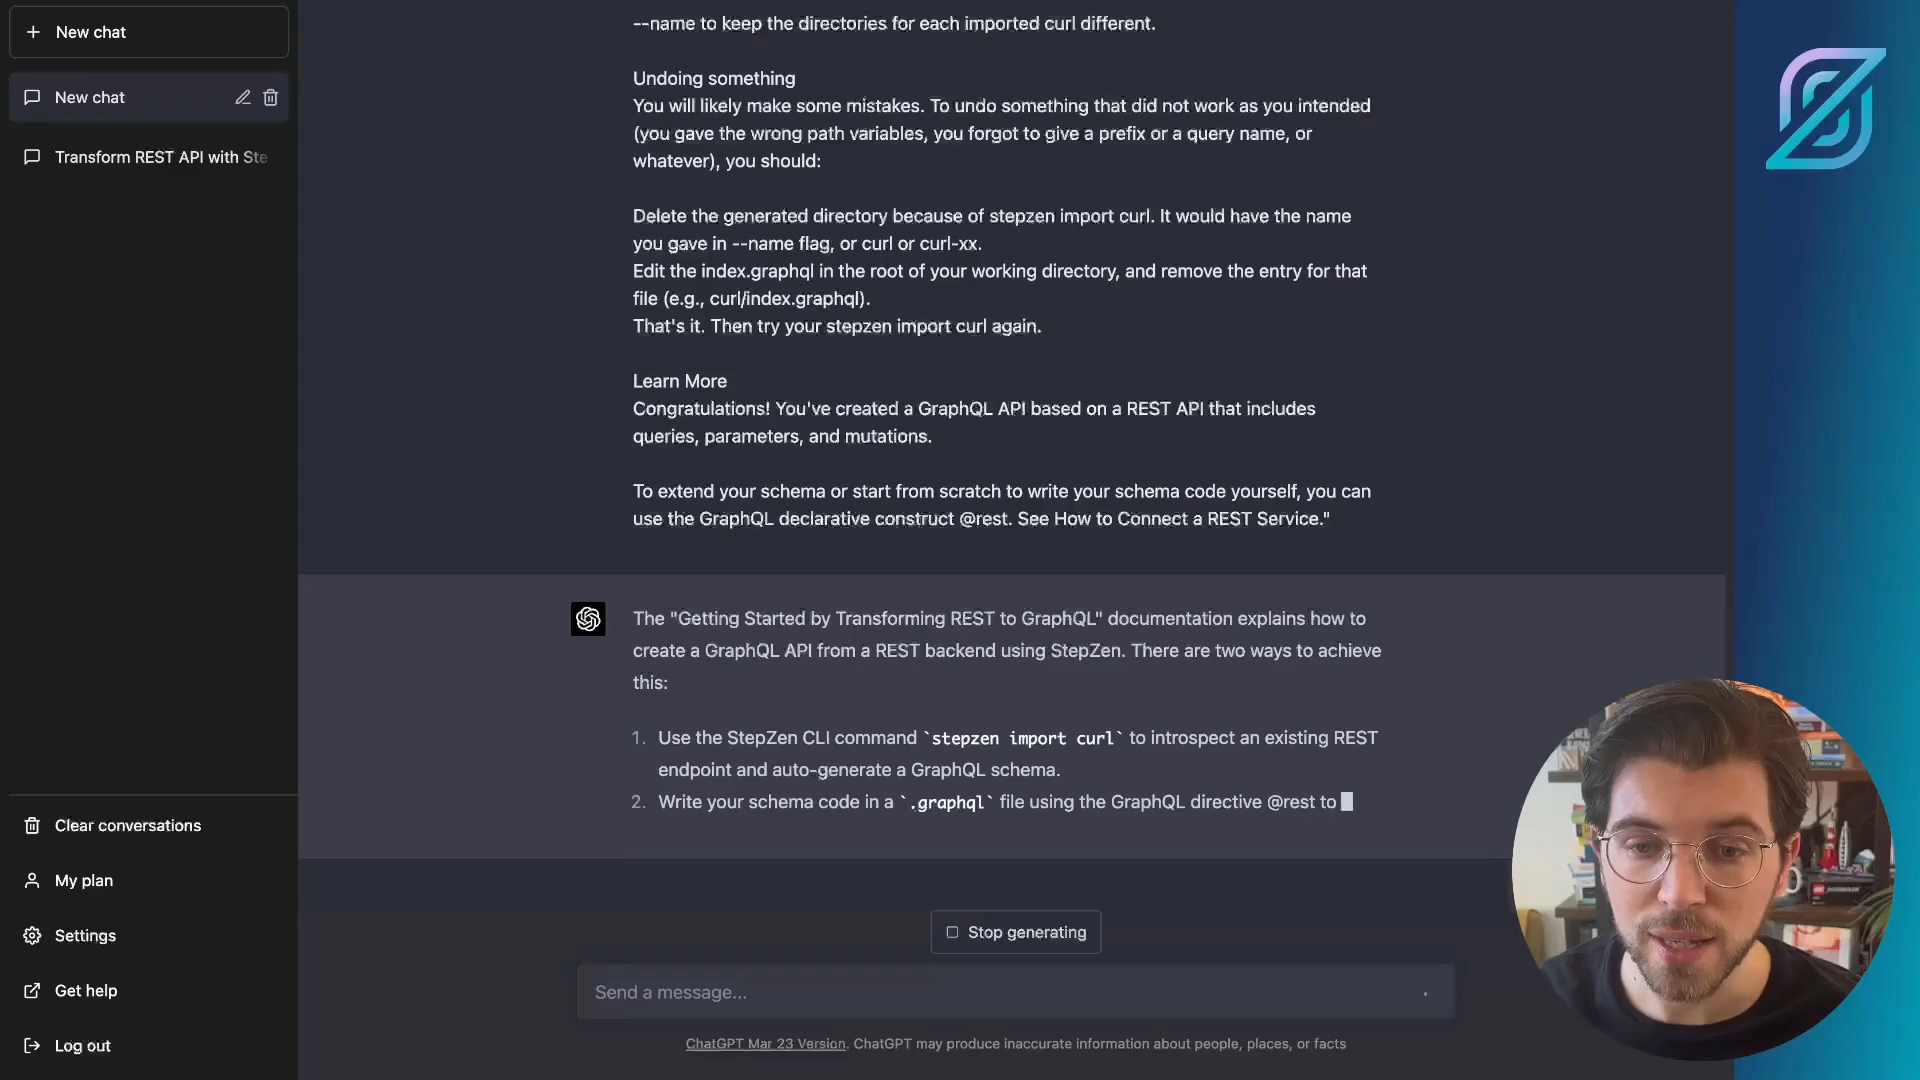 New chat
New chat
Transform REST API with Ste
Clear conversations
My plan
Settings
Get help
Log out
--name to keep the directories for each imported curl different.
Undoing something
You will likely make some mistakes. To undo something that did not work as you intended
(you gave the wrong path variables, you forgot to give a prefix or a query name, or
whatever), you should:
Delete the generated directory because of stepzen import curl. It would have the name
you gave in --name flag, or curl or curl-xx.
Edit the index.graphql in the root of your working directory, and remove the entry for that
file (e.g., curl/index.graphql).
That's it. Then try your stepzen import curl again.
Learn More
Congratulations! You've created a GraphQL API based on a REST API that includes
queries, parameters, and mutations.
To extend your schema or start from scratch to write your schema code yourself, you can
use the GraphQL declarative construct @rest. See How to Connect a REST Service."
The "Getting Started by Transforming REST to GraphQL" documentation explains how to
create a GraphQL API from a REST backend using StepZen. There are two ways to achieve
this:
1. Use the StepZen CLI command `stepzen import curl` to introspect an existing REST
endpoint and auto-generate a GraphQL schema.
2. Write your schema code in a `.graphql` file using the GraphQL directive @rest to
Stop generating
Send a message...
ChatGPT Mar 23 Version. ChatGPT may produce inaccurate information about people, places, or facts